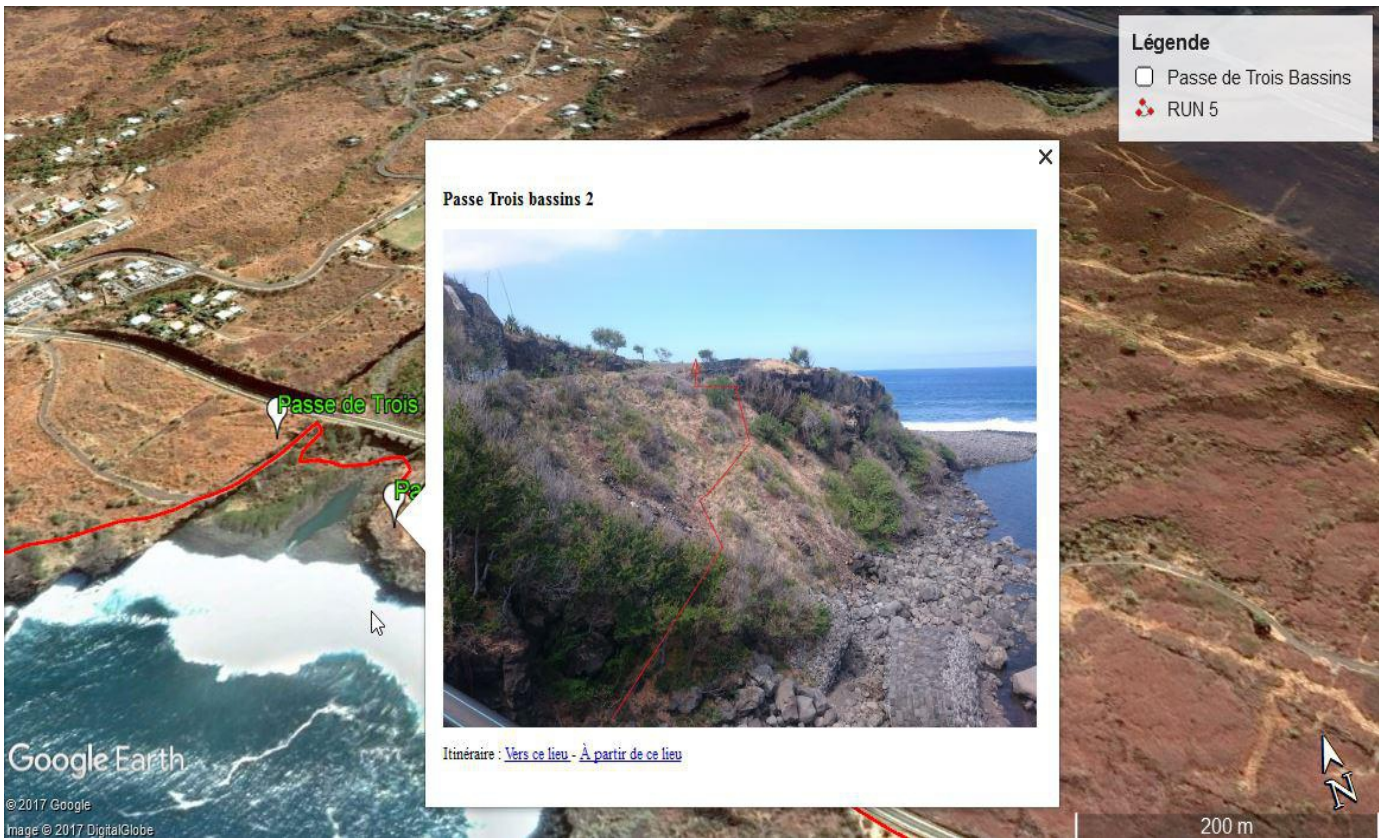 Légende
Passe de Trois Bassins
RUN 5
Passe Trois bassins 2
Passe de Trois
Pa
Itinéraire : Vers ce lieu - À partir de ce lieu
Google Earth
©2017 Google
Image © 2017 DigitalGlobe
N
200 m